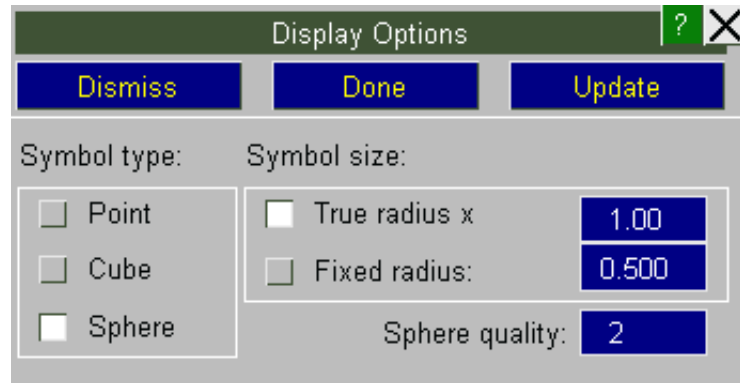 Display Options ?
Dismiss Done Update
Symbol type: Symbol size:
Point True radius x 1.00
Cube Fixed radius: 0.500
Sphere Sphere quality: 2